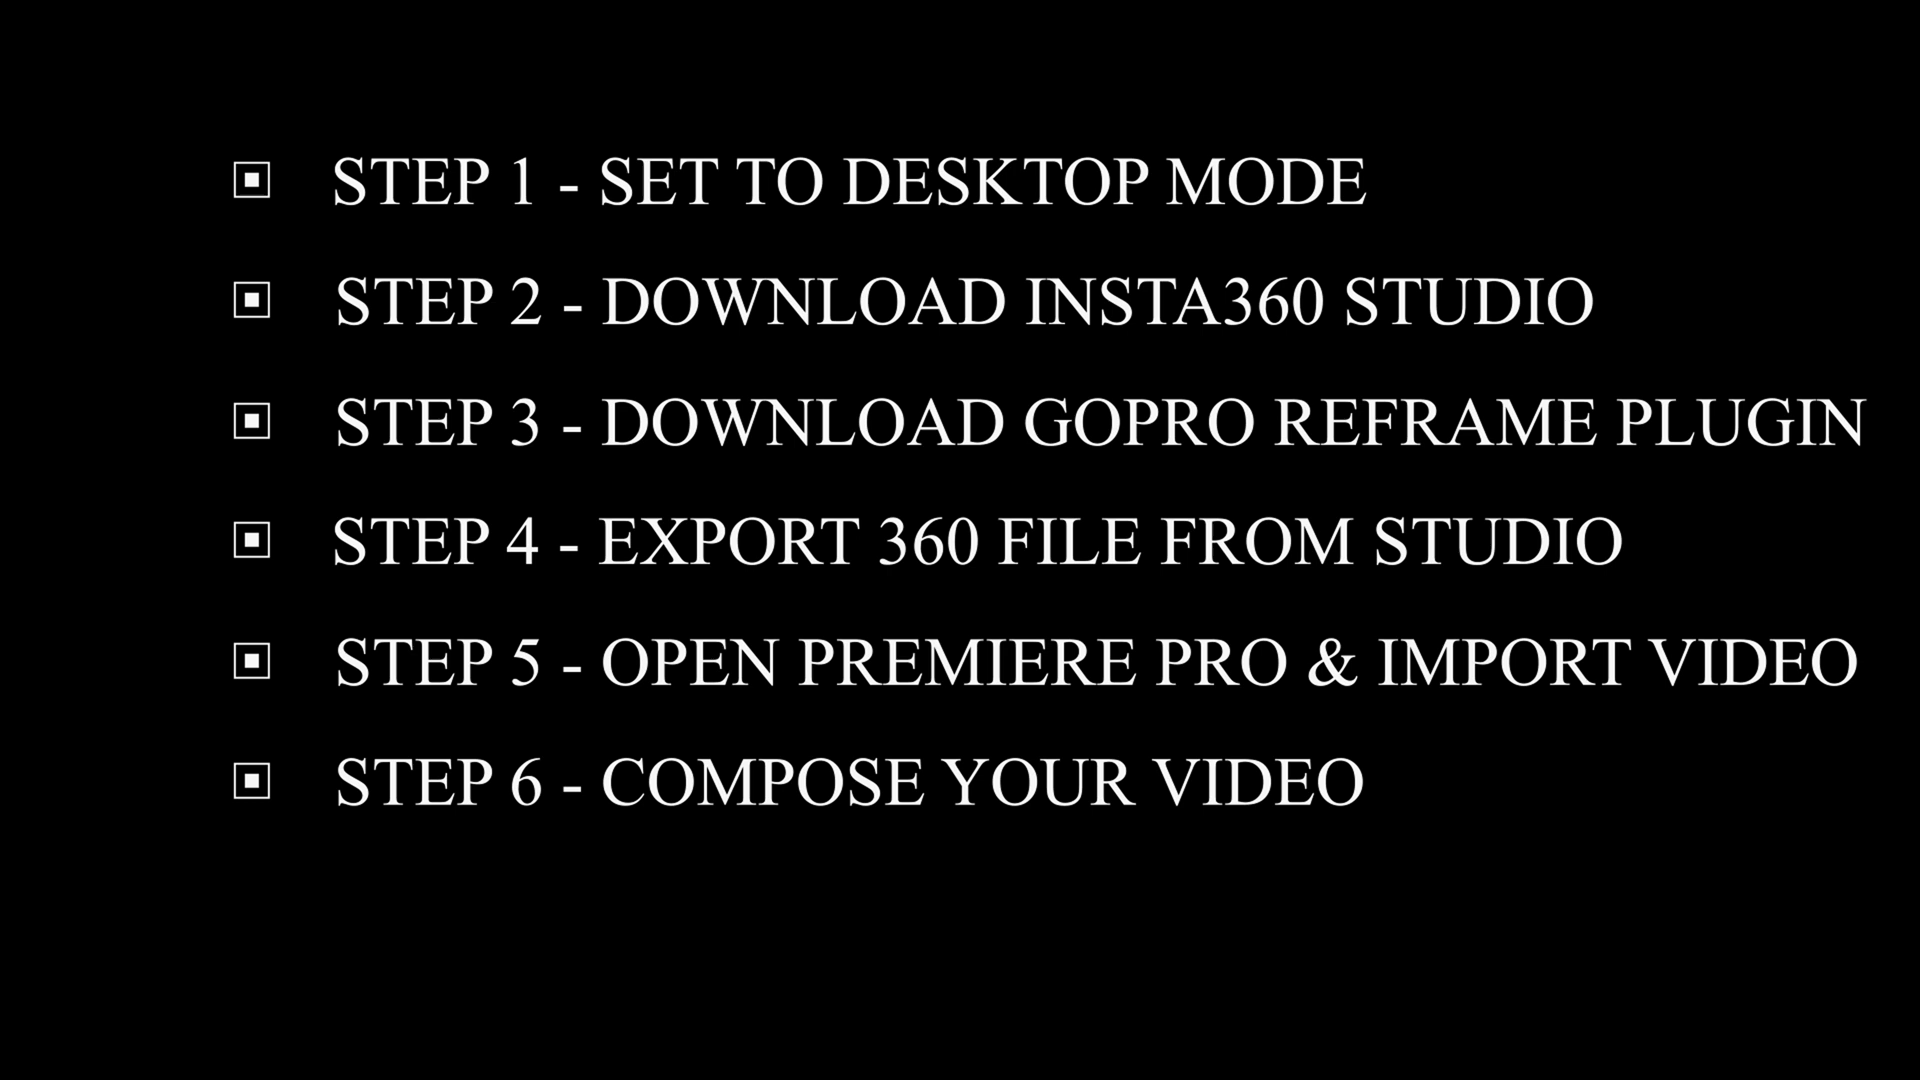 ▣ STEP 1 - SET TO DESKTOP MODE
▣ STEP 2 - DOWNLOAD INSTA360 STUDIO
▣ STEP 3 - DOWNLOAD GOPRO REFRAME PLUGIN
▣ STEP 4 - EXPORT 360 FILE FROM STUDIO
▣ STEP 5 - OPEN PREMIERE PRO & IMPORT VIDEO
▣ STEP 6 - COMPOSE YOUR VIDEO